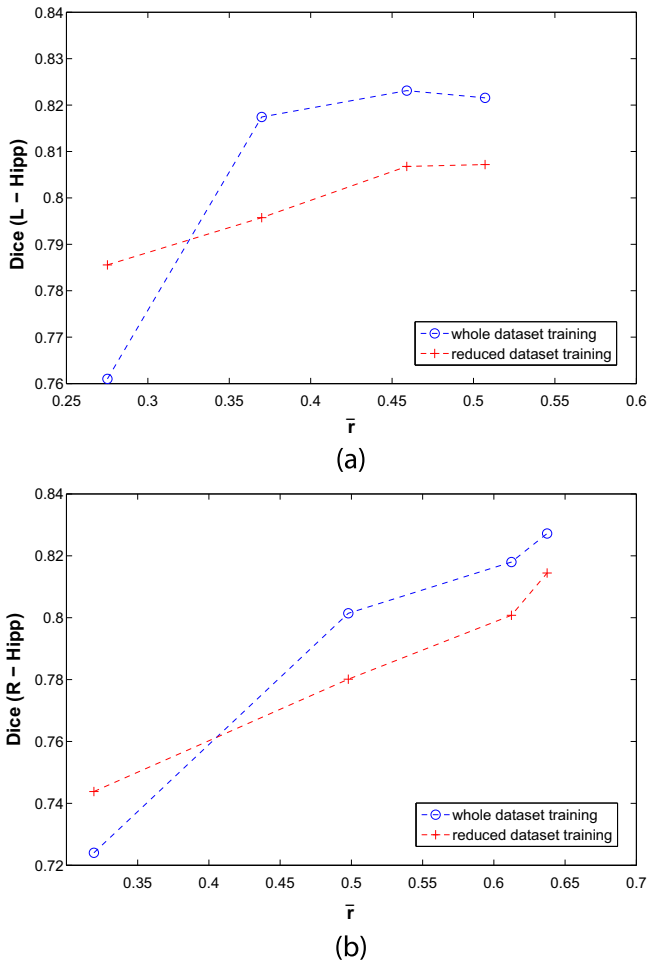 0.84
0.83
0.82
0.81
0.8
0.79
0.78
0.77
0.76
Dice (L − Hipp)
0.25 0.3 0.35 0.4 0.45 0.5 0.55 0.6
r̄
whole dataset training
reduced dataset training
(a)
0.84
0.82
0.8
0.78
0.76
0.74
0.72
Dice (R − Hipp)
0.35 0.4 0.45 0.5 0.55 0.6 0.65 0.7
r̄
whole dataset training
reduced dataset training
(b)